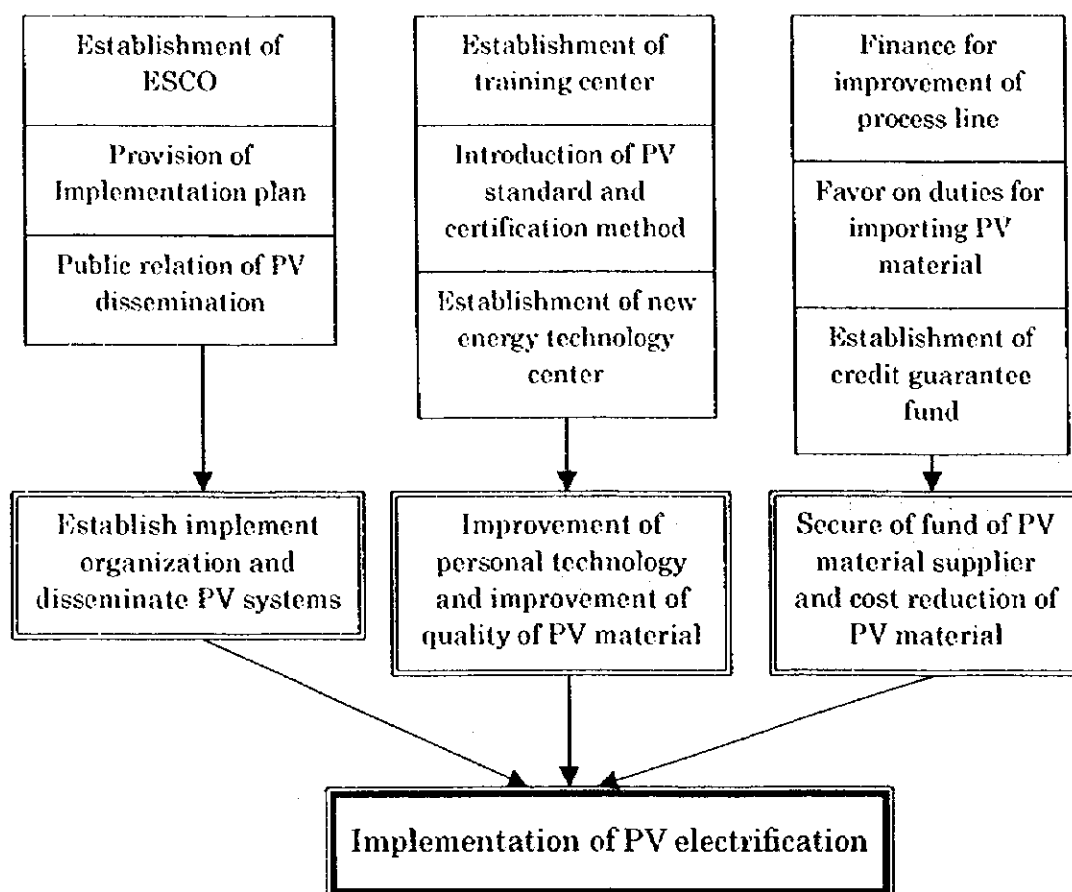 Establishment of
ESCO
Provision of
Implementation plan
Public relation of PV
dissemination
Establishment of
training center
Introduction of PV
standard and
certification method
Establishment of new
energy technology
center
Finance for
improvement of
process line
Favor on duties for
importing PV
material
Establishment of
credit guarantee
fund
Establish implement
organization and
disseminate PV systems
Improvement of
personal technology
and improvement of
quality of PV material
Secure of fund of PV
material supplier
and cost reduction of
PV material
Implementation of PV electrification